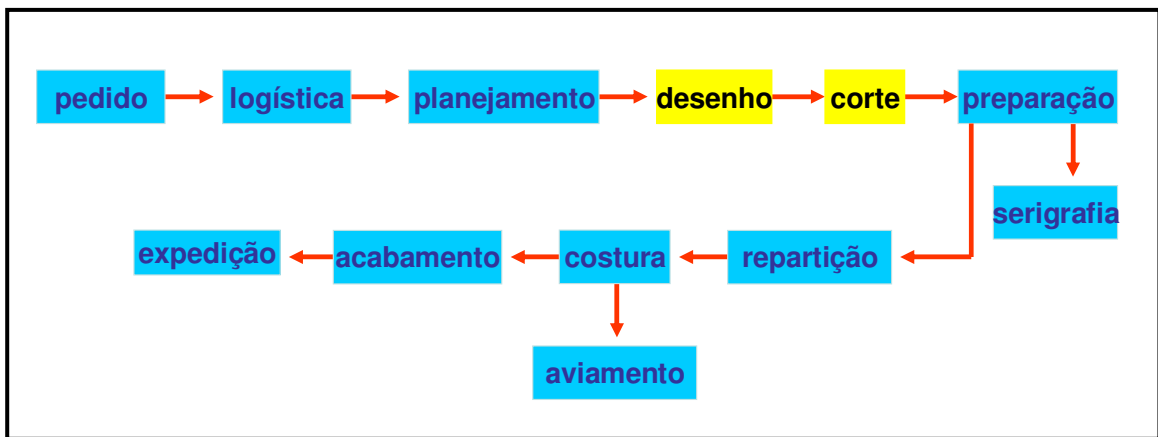 pedido
logística
planejamento
desenho
corte
preparação
serigrafia
expedição
acabamento
costura
repartição
aviamento